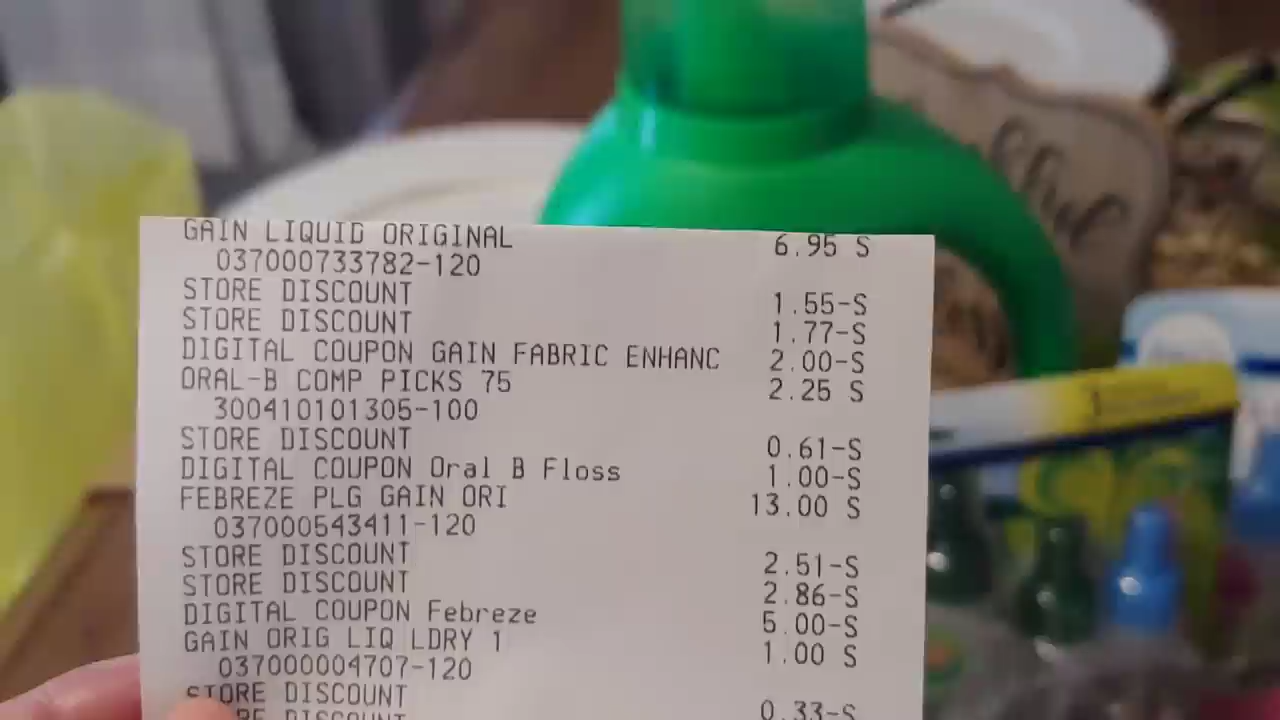 GAIN LIQUID ORIGINAL 6.95 S
037000733782-120
STORE DISCOUNT 1.55-S
STORE DISCOUNT 1.77-S
DIGITAL COUPON GAIN FABRIC ENHANC 2.00-S
ORAL-B COMP PICKS 75 2.25 S
300410101305-100
STORE DISCOUNT 0.61-S
DIGITAL COUPON Oral B Floss 1.00-S
FEBREZE PLG GAIN ORI 13.00 S
037000543411-120
STORE DISCOUNT 2.51-S
STORE DISCOUNT 2.86-S
DIGITAL COUPON Febreze 5.00-S
GAIN ORIG LIQ LDRY 1 1.00 S
037000004707-120
STORE DISCOUNT 0.33-S
RE DISCOUNT